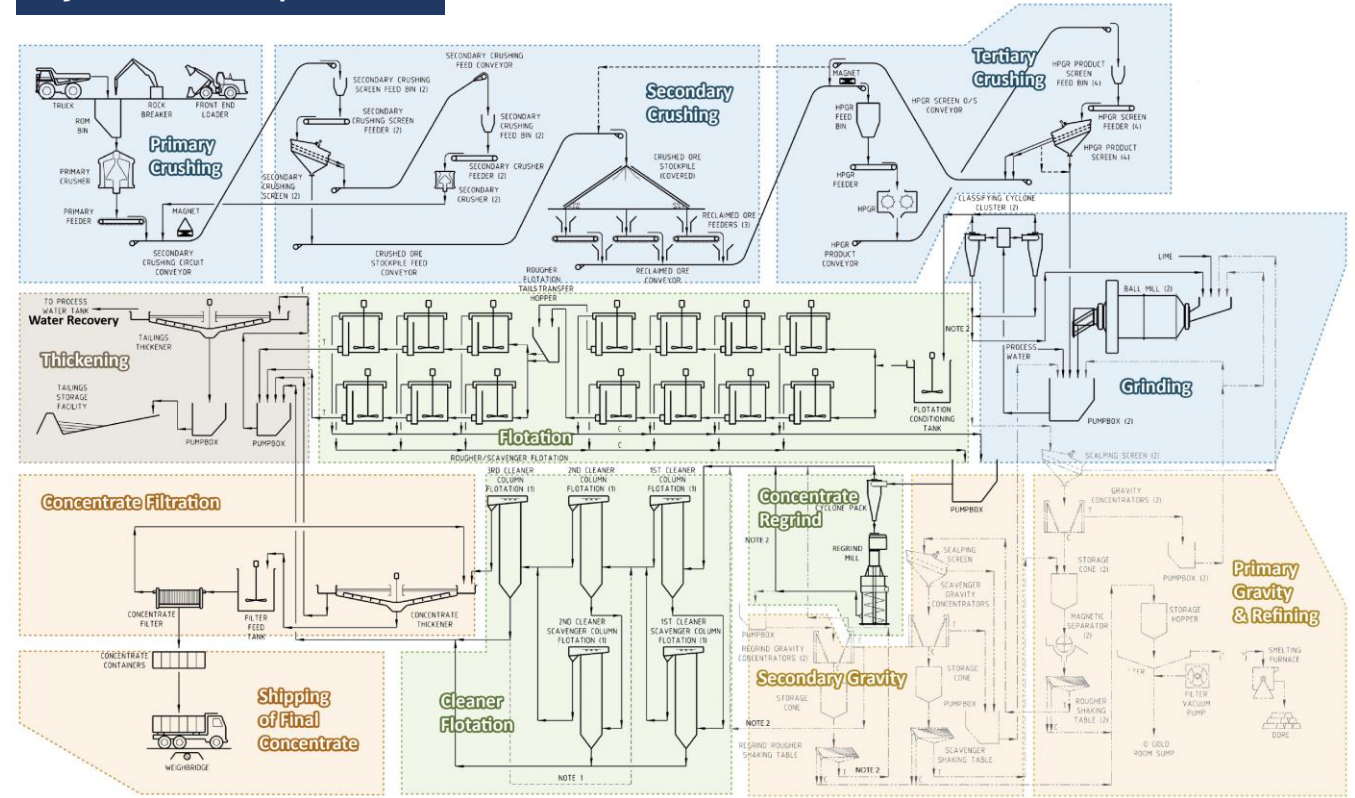 TRUCK
ROCK
BREAKER
FRONT END
LOADER
ROM
BIN
Primary
Crushing
PRIMARY
CRUSHER
PRIMARY
FEEDER
MAGNET
SECONDARY
CRUSHING CIRCUIT
CONVEYOR
SECONDARY CRUSHING
SCREEN FEED BIN (2)
SECONDARY
CRUSHING SCREEN
FEEDER (2)
SECONDARY
CRUSHING
SCREEN (2)
SECONDARY CRUSHING
FEED CONVEYOR
SECONDARY
CRUSHING
FEED BIN (2)
SECONDARY CRUSHER
FEEDER (2)
SECONDARY
CRUSHER (2)
CRUSHED ORE
STOCKPILE FEED
CONVEYOR
Secondary
Crushing
CRUSHED ORE
STOCKPILE
(COVERED)
RECLAIMED ORE
FEEDERS (3)
RECLAIMED ORE
CONVEYOR
MAGNET
HPGR
FEED
BIN
HPGR
FEEDER
HPGR
HPGR
PRODUCT
CONVEYOR
HPGR SCREEN O/S
CONVEYOR
Tertiary
Crushing
HPGR PRODUCT
SCREEN
FEED BIN (4)
HPGR SCREEN
FEEDER (4)
HPGR PRODUCT
SCREEN (4)
CLASSIFYING CYCLONE
CLUSTER (2)
LIME
BALL MILL (2)
NOTE 2
PROCESS
WATER
Grinding
PUMPBOX (2)
TO PROCESS
WATER TANK
Water Recovery
T
TAILINGS
THICKENER
Thickening
TAILINGS
STORAGE
FACILITY
PUMPBOX
PUMPBOX
ROUGHER
FLOTATION
TAILS TRANSFER
HOPPER
T
FLOTATION
CONDITIONING
TANK
Flotation
C
C
ROUGHER/SCAVENGER FLOTATION
Concentrate Filtration
CONCENTRATE
FILTER
FILTER
FEED
TANK
CONCENTRATE
THICKENER
3RD CLEANER
COLUMN
FLOTATION (1)
2ND CLEANER
COLUMN
FLOTATION (1)
1ST CLEANER
COLUMN
FLOTATION (1)
2ND CLEANER
SCAVENGER COLUMN
FLOTATION (1)
1ST CLEANER
SCAVENGER COLUMN
FLOTATION (1)
Cleaner
Flotation
NOTE 1
Concentrate
Regrind
CYCLONE PACK
NOTE 2
REGRIND
MILL
PUMPBOX
SCALPING SCREEN (2)
GRAVITY
CONCENTRATORS (2)
T
C
PUMPBOX (2)
STORAGE
CONE (2)
MAGNETIC
SEPARATOR
(2)
ROUGHER
SHAKING
TABLE (2)
STORAGE
HOPPER
FILTER
VACUUM
PUMP
SMELTING
FURNACE
DORE
GOLD
ROOM SUMP
Primary
Gravity
& Refining
SCALPING
SCREEN
SCAVENGER
GRAVITY
CONCENTRATORS
T
C
STORAGE
CONE
PUMPBOX
SCAVENGER
SHAKING TABLE
PUMPBOX
REGRIND GRAVITY
CONCENTRATORS (2)
C
Secondary Gravity
STORAGE
CONE
NOTE 2
REGRIND ROUGHER
SHAKING TABLE
NOTE 2
CONCENTRATE
CONTAINERS
Shipping
of Final
Concentrate
WEIGHBRIDGE